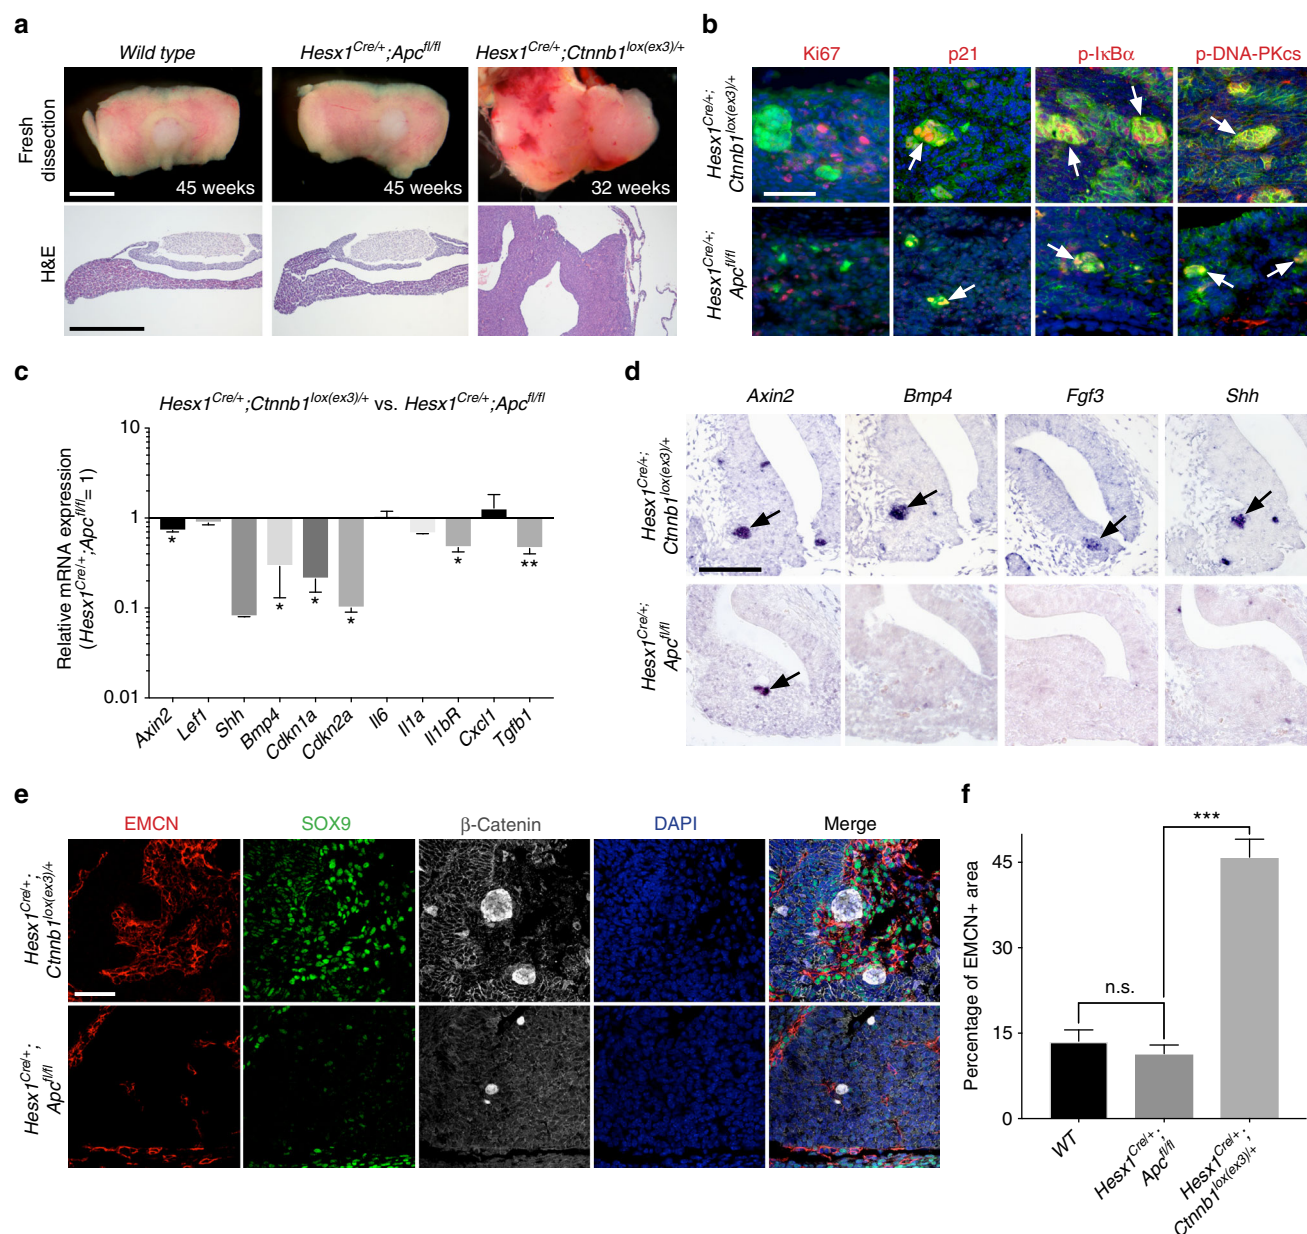 a
Wild type
Hesx1Cre/+;Apcfl/fl
Hesx1Cre/+;Ctnnb1lox(ex3)/+
Fresh
dissection
45 weeks
45 weeks
32 weeks
H&E
b
Ki67
p21
p-IκBα
p-DNA-PKcs
Hesx1Cre/+;
Ctnnb1lox(ex3)/+
Hesx1Cre/+;
Apcfl/fl
c
Hesx1Cre/+;Ctnnb1lox(ex3)/+ vs. Hesx1Cre/+;Apcfl/fl
Relative mRNA expression
(Hesx1Cre/+;Apcfl/fl= 1)
10
1
0.1
0.01
*
*
*
*
*
**
Axin2
Lef1
Shh
Bmp4
Cdkn1a
Cdkn2a
Il6
Il1a
Il1bR
Cxcl1
Tgfb1
d
Axin2
Bmp4
Fgf3
Shh
Hesx1Cre/+;
Ctnnb1lox(ex3)/+
Hesx1Cre/+;
Apcfl/fl
e
EMCN
SOX9
β-Catenin
DAPI
Merge
Hesx1Cre/+;
Ctnnb1lox(ex3)/+
Hesx1Cre/+;
Apcfl/fl
f
Percentage of EMCN+ area
45
30
15
0
n.s.
***
WT
Hesx1Cre/+;
Apcfl/fl
Hesx1Cre/+;
Ctnnb1lox(ex3)/+